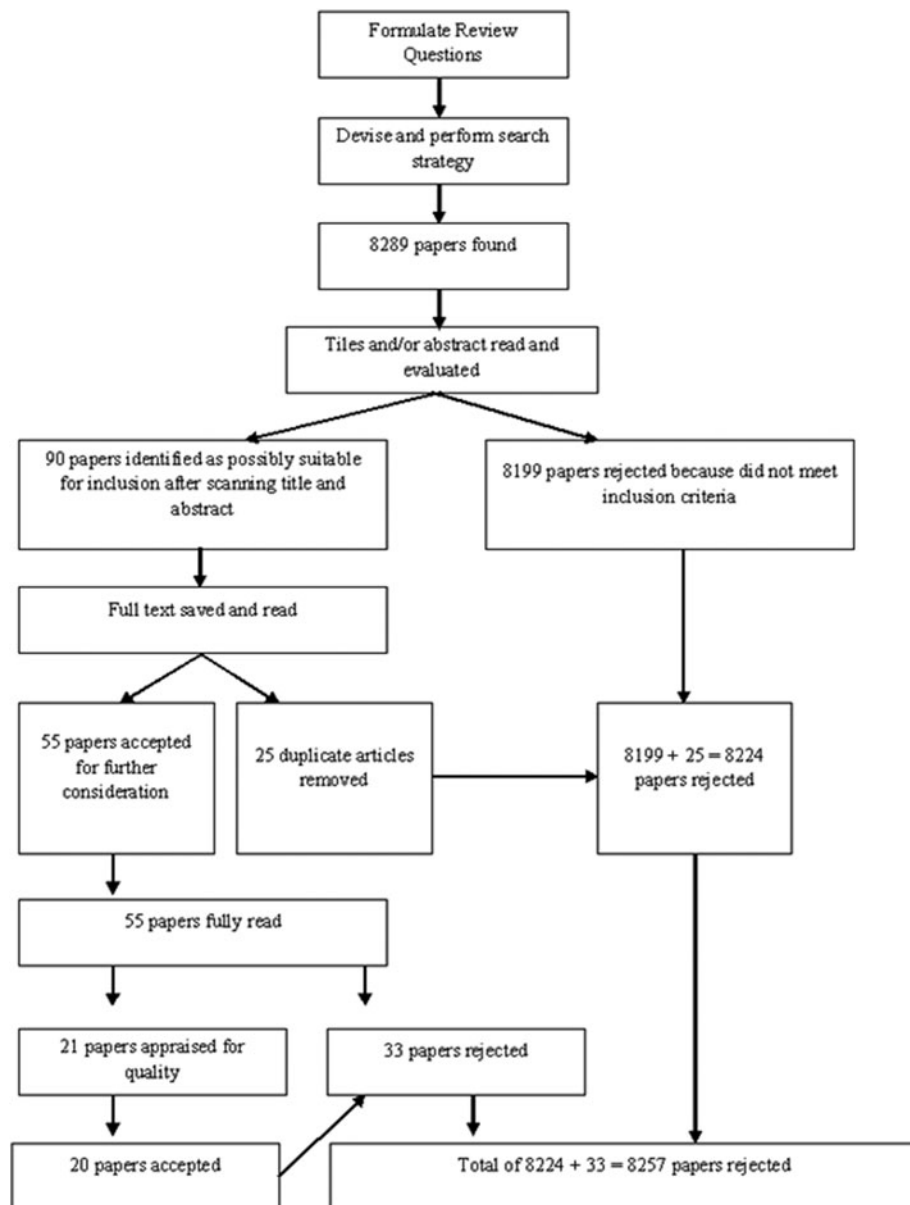 Formulate Review
Questions
Devise and perform search
strategy
8289 papers found
Tiles and/or abstract read and
evaluated
90 papers identified as possibly suitable
for inclusion after scanning title and
abstract
8199 papers rejected because did not meet
inclusion criteria
Full text saved and read
55 papers accepted
for further
consideration
25 duplicate articles
removed
8199 + 25 = 8224
papers rejected
55 papers fully read
21 papers appraised for
quality
33 papers rejected
20 papers accepted
Total of 8224 + 33 = 8257 papers rejected